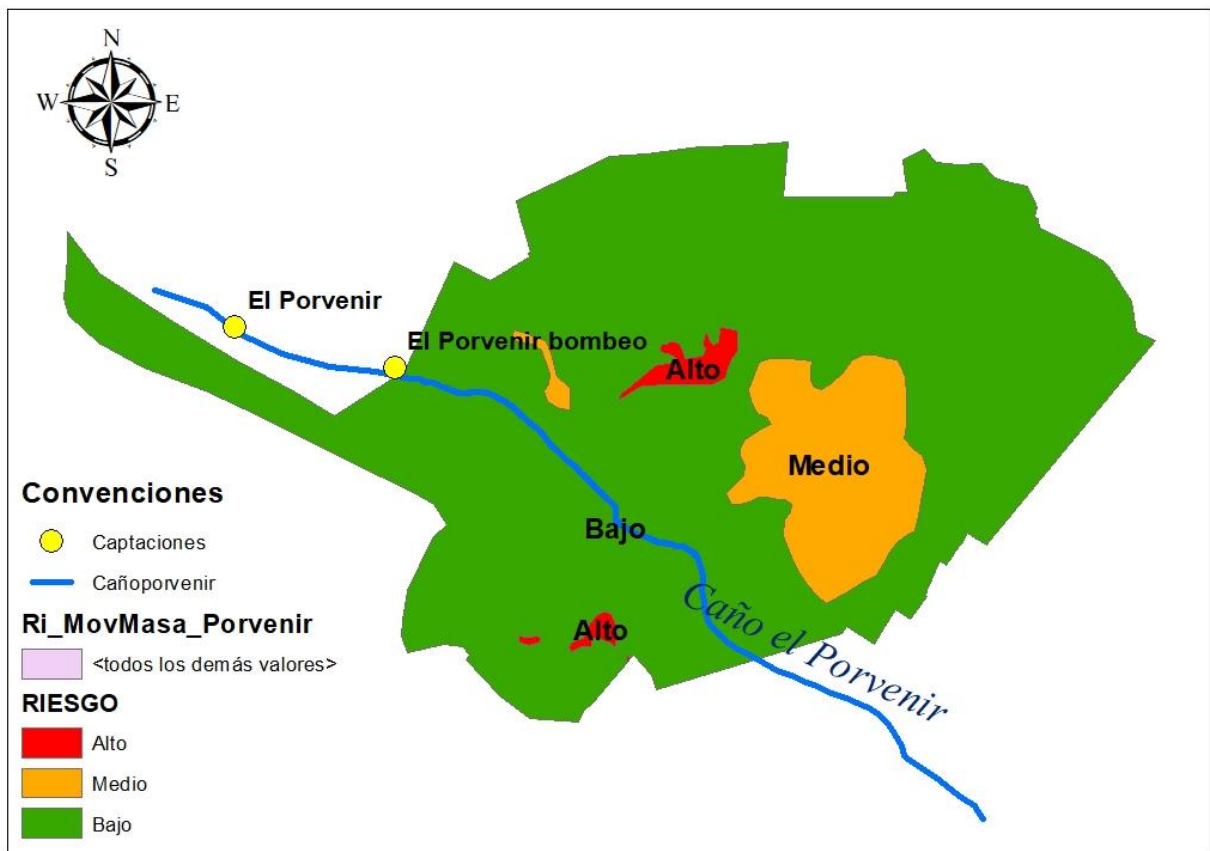 N
W E
S
El Porvenir
El Porvenir bombeo
Alto
Medio
Bajo
Alto
Caño el Porvenir
Convenciones
Captaciones
Cañoporvenir
Ri_MovMasa_Porvenir
<todos los demás valores>
RIESGO
Alto
Medio
Bajo